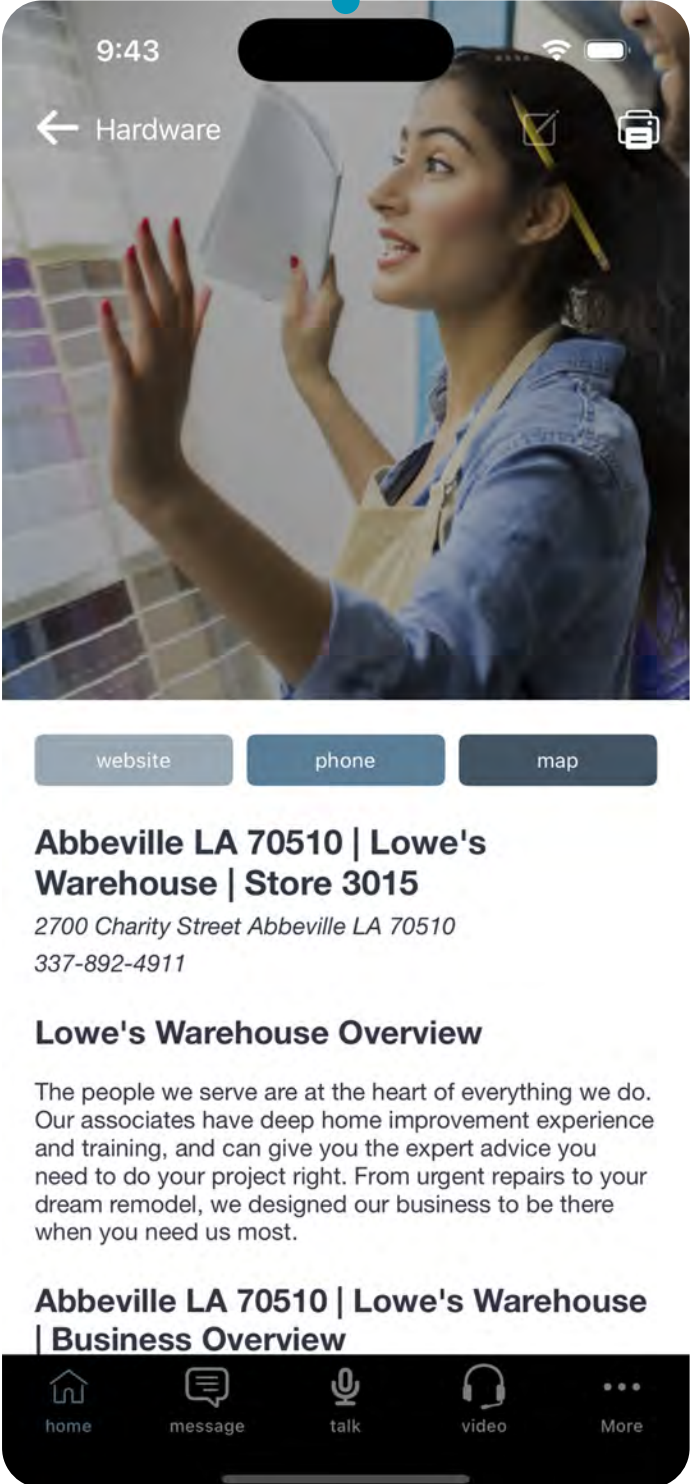 9:43
Hardware
website
phone
map
Abbeville LA 70510 | Lowe's
Warehouse | Store 3015
2700 Charity Street Abbeville LA 70510
337-892-4911
Lowe's Warehouse Overview
The people we serve are at the heart of everything we do.
Our associates have deep home improvement experience
and training, and can give you the expert advice you
need to do your project right. From urgent repairs to your
dream remodel, we designed our business to be there
when you need us most.
Abbeville LA 70510 | Lowe's Warehouse
| Business Overview
home
message
talk
video
More